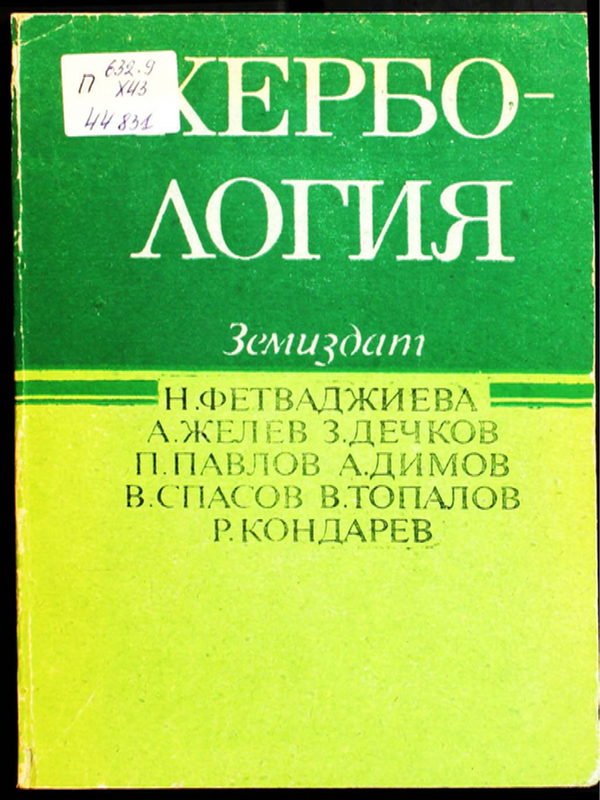 П 632.9
Х43
44 831
ХЕРБО-
ЛОГИЯ
Земиздат
Н.ФЕТВАДЖИЕВА
А.ЖЕЛЕВ З.ДЕЧКОВ
П.ПАВЛОВ А.ДИМОВ
В.СПАСОВ В.ТОПАЛОВ
Р.КОНДАРЕВ